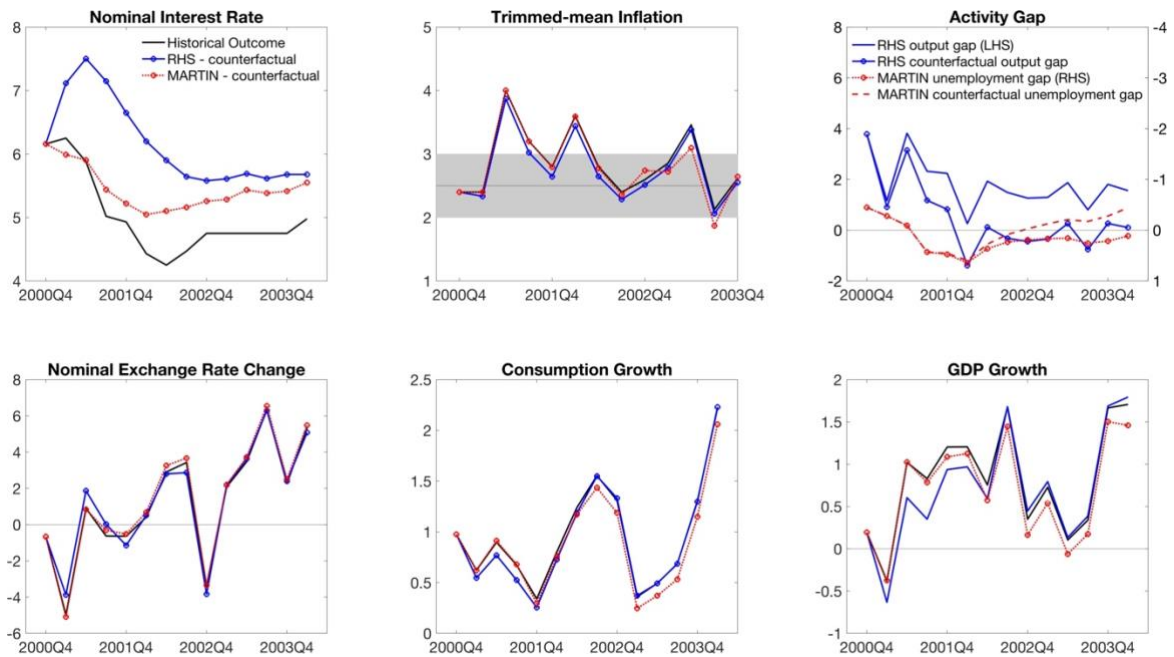 Nominal Interest Rate
8
7
6
5
4
Historical Outcome
RHS - counterfactual
MARTIN - counterfactual
2000Q4 2001Q4 2002Q4 2003Q4
Trimmed-mean Inflation
5
4
3
2
1
2000Q4 2001Q4 2002Q4 2003Q4
Activity Gap
8
6
4
2
0
-2
-4
-3
-2
-1
0
1
RHS output gap (LHS)
RHS counterfactual output gap
MARTIN unemployment gap (RHS)
MARTIN counterfactual unemployment gap
2000Q4 2001Q4 2002Q4 2003Q4
Nominal Exchange Rate Change
8
6
4
2
0
-2
-4
-6
2000Q4 2001Q4 2002Q4 2003Q4
Consumption Growth
2.5
2
1.5
1
0.5
0
2000Q4 2001Q4 2002Q4 2003Q4
GDP Growth
2
1.5
1
0.5
0
-0.5
-1
2000Q4 2001Q4 2002Q4 2003Q4